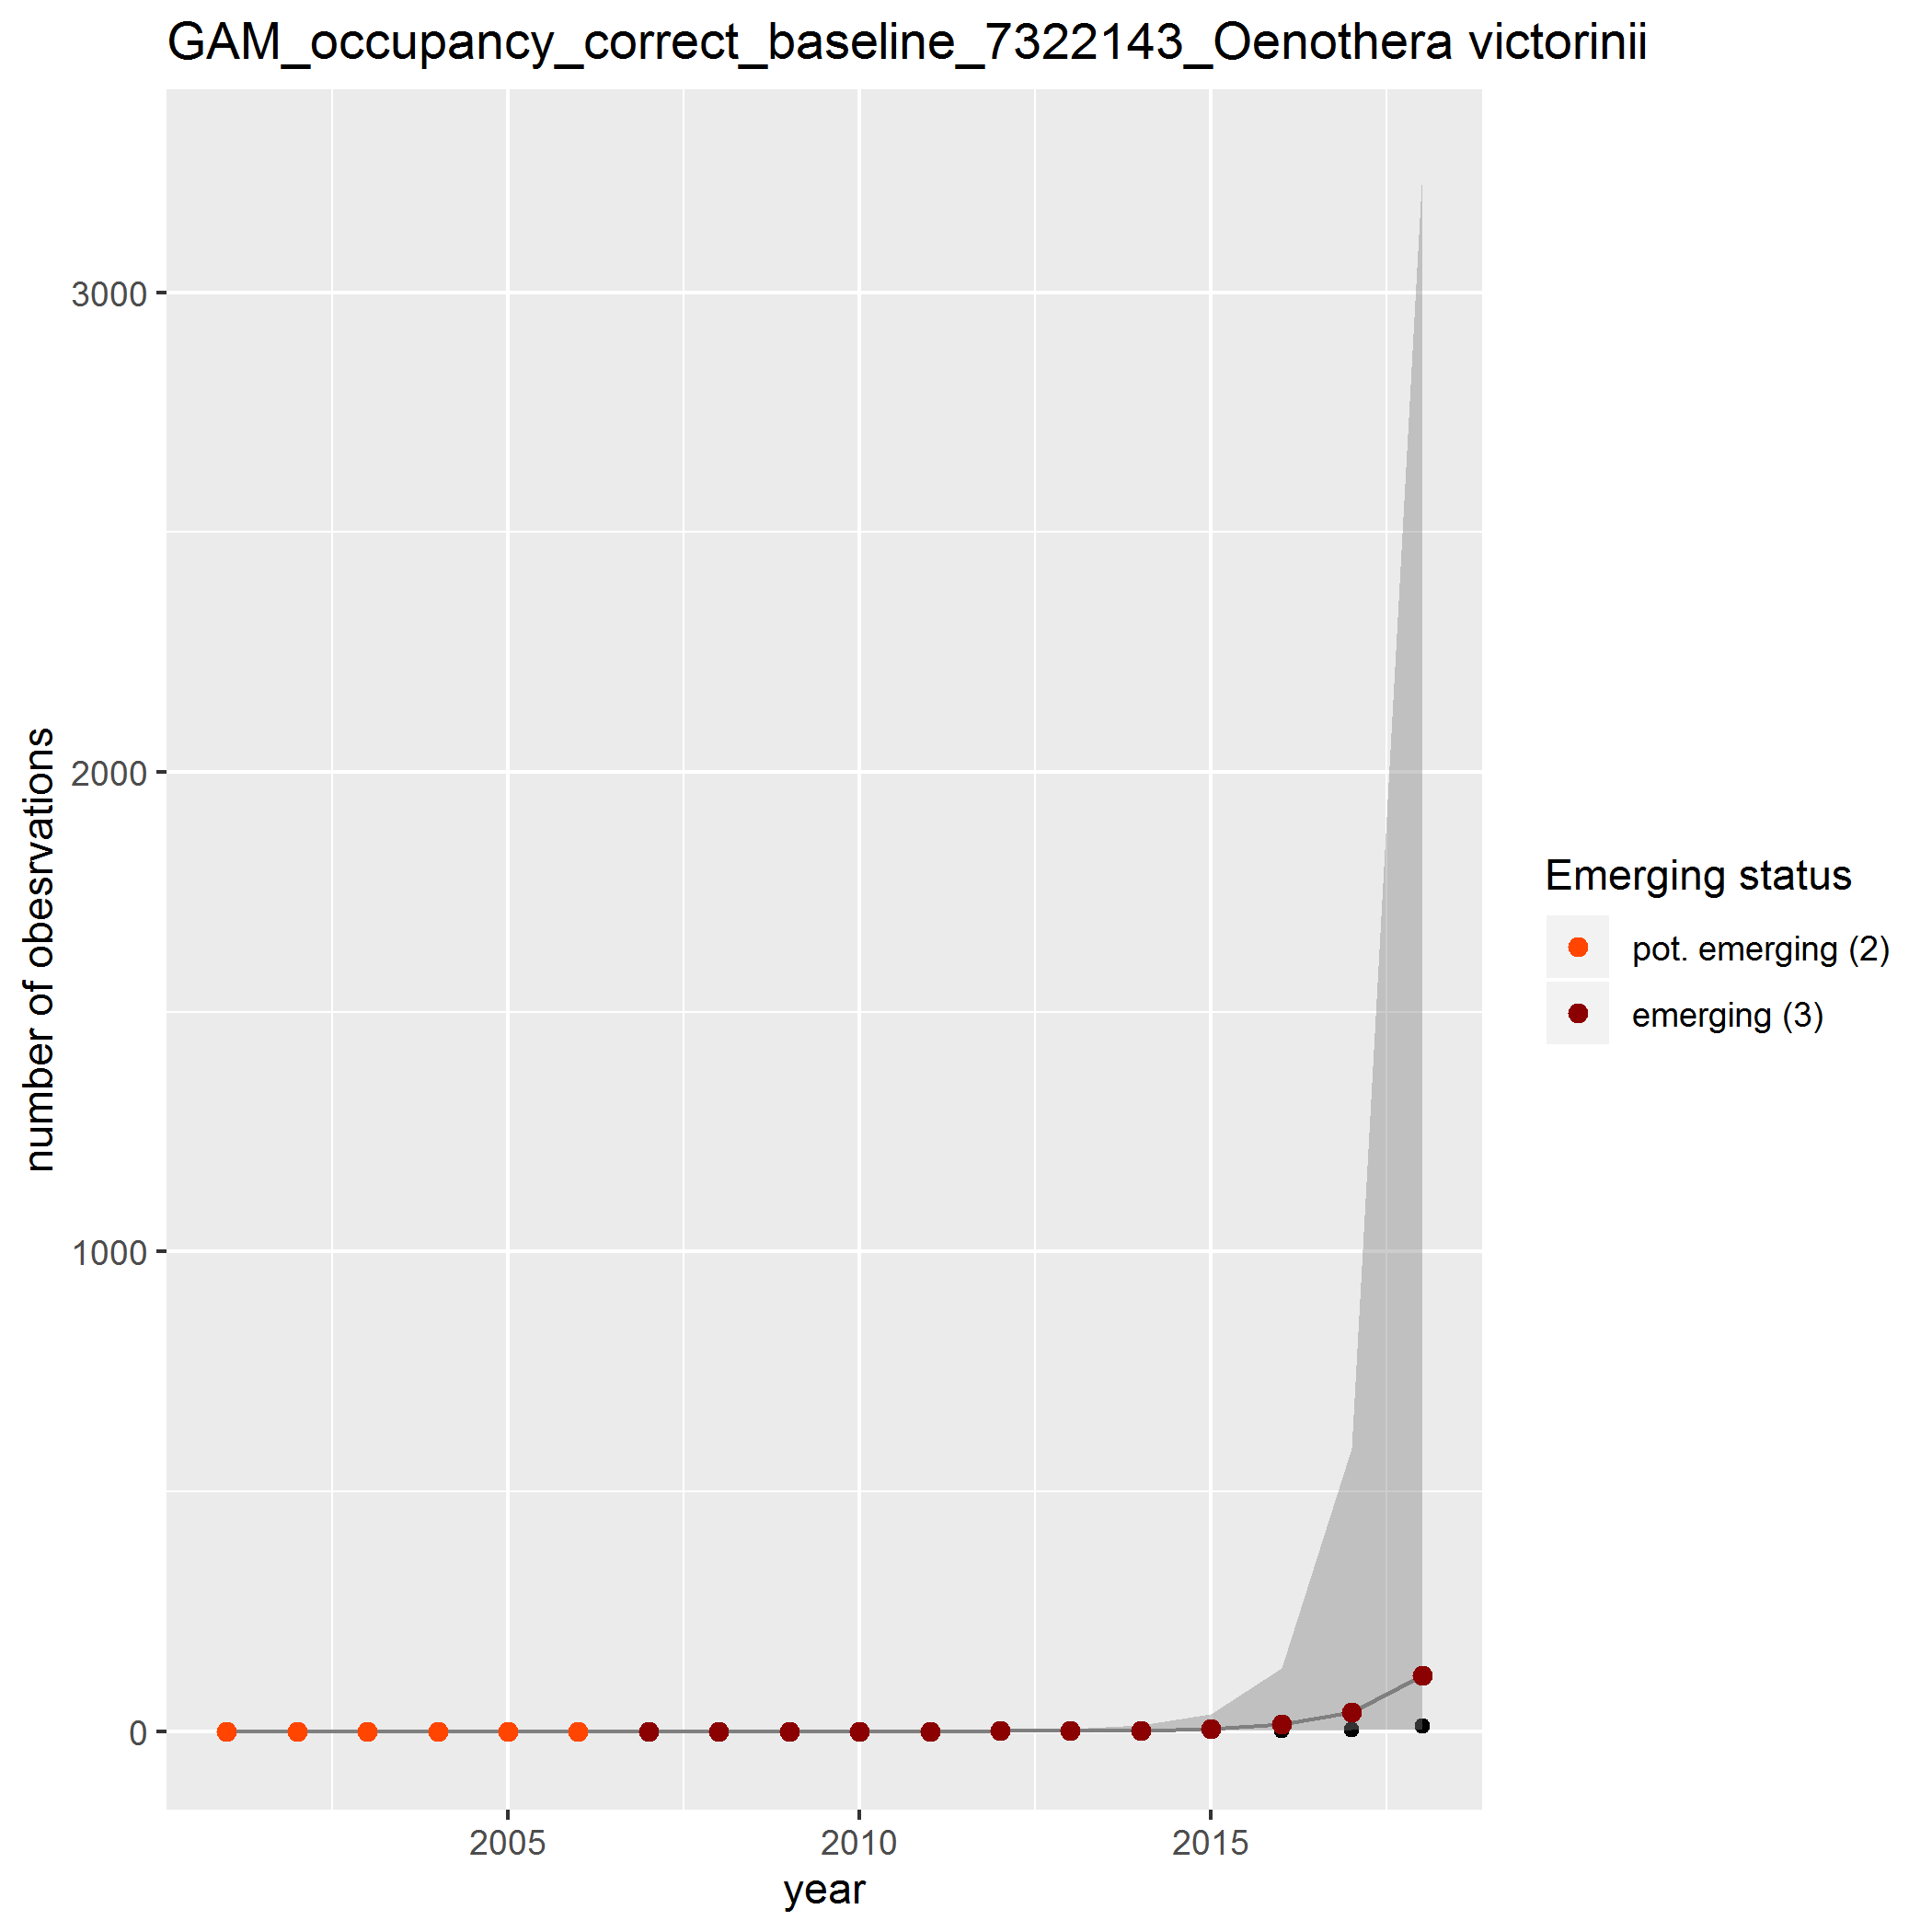 GAM_occupancy_correct_baseline_7322143_Oenothera victorinii
3000
2000
1000
0
number of obesrvations
2005
2010
2015
year
Emerging status
pot. emerging (2)
emerging (3)